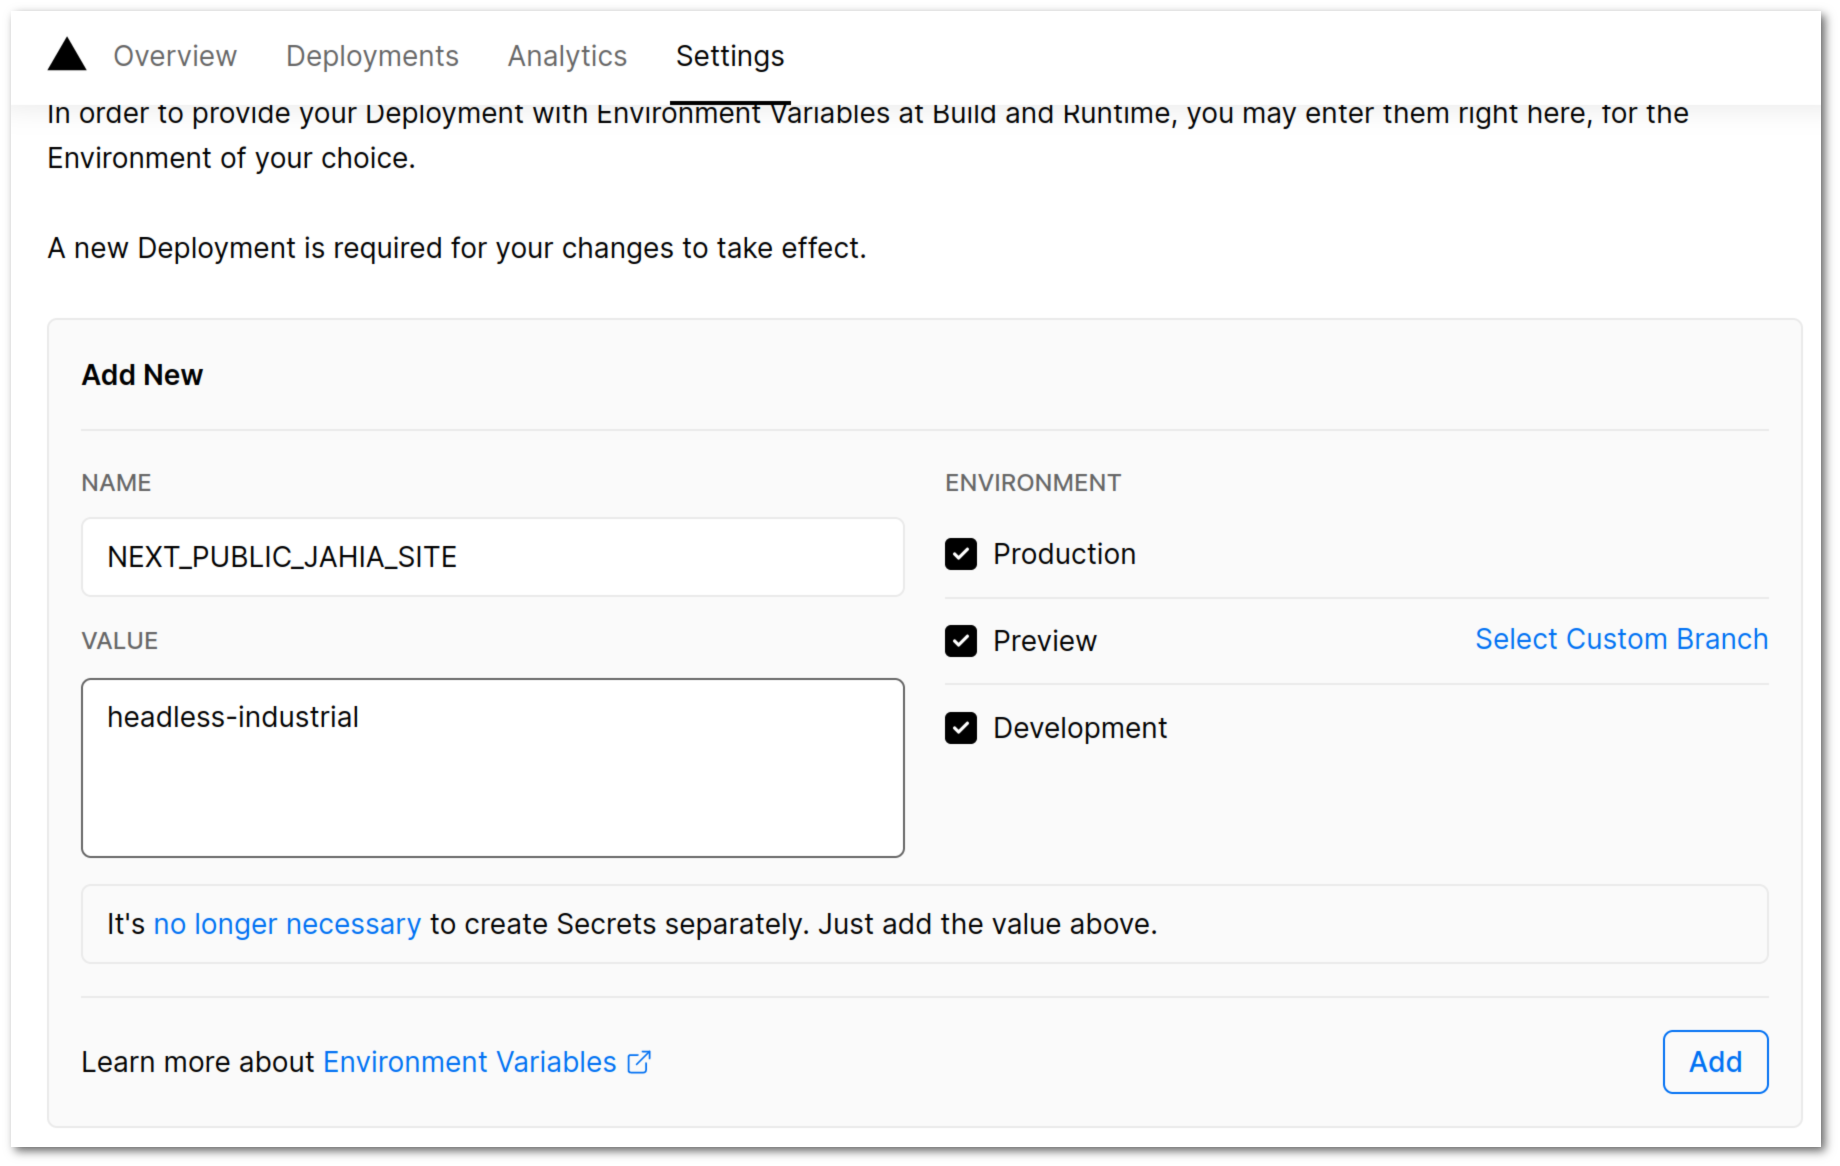 Overview Deployments Analytics Settings
In order to provide your Deployment with Environment Variables at Build and Runtime, you may enter them right here, for the
Environment of your choice.
A new Deployment is required for your changes to take effect.
Add New
NAME
NEXT_PUBLIC_JAHIA_SITE
VALUE
headless-industrial
ENVIRONMENT
Production
Preview Select Custom Branch
Development
It's no longer necessary to create Secrets separately. Just add the value above.
Learn more about Environment Variables
Add